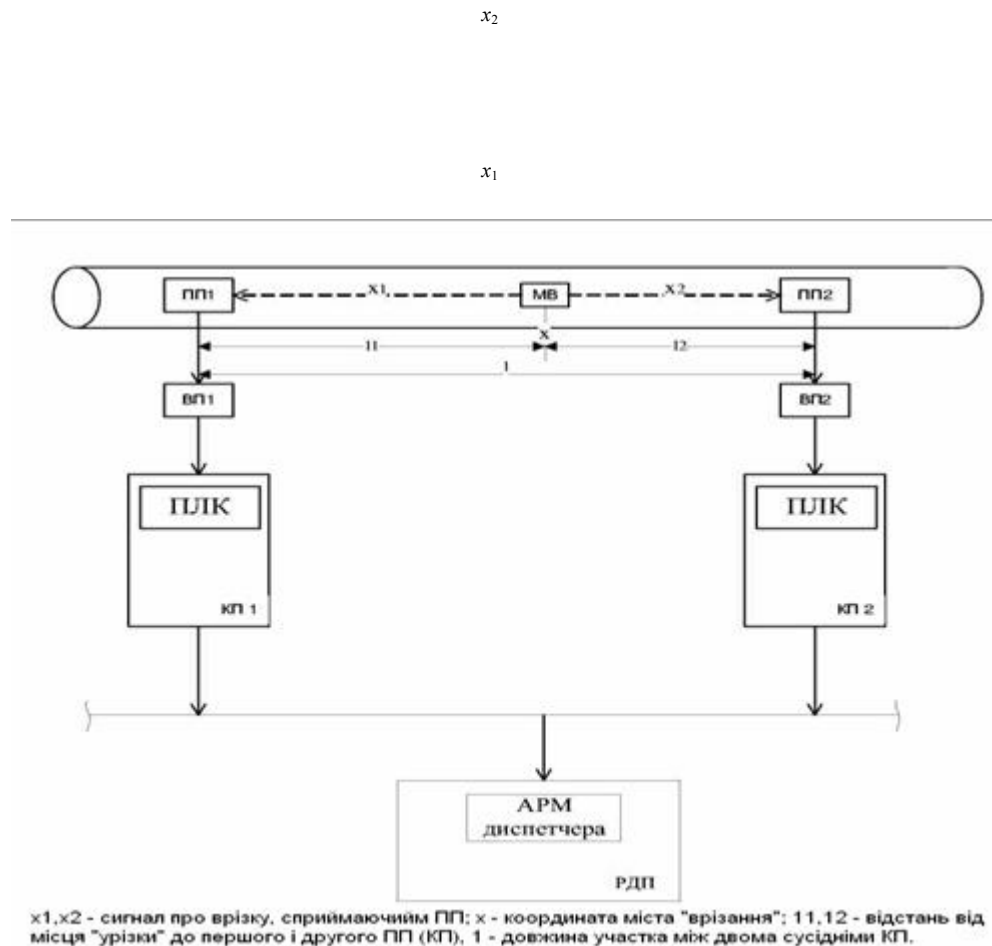 x2
x1
ПП1 x1 МВ x2 ПП2
x
l1 l2
l
ВП1 ВП2
ПЛК ПЛК
КП 1 КП 2
АРМ
диспетчера
РДП
x1,x2 - сигнал про врізку, сприймаючийм ПП; x - координата міста "врізання"; l1,l2 - відстань від
місця "урізки" до першого і другого ПП (КП), l - довжина участка між двома сусідніми КП.